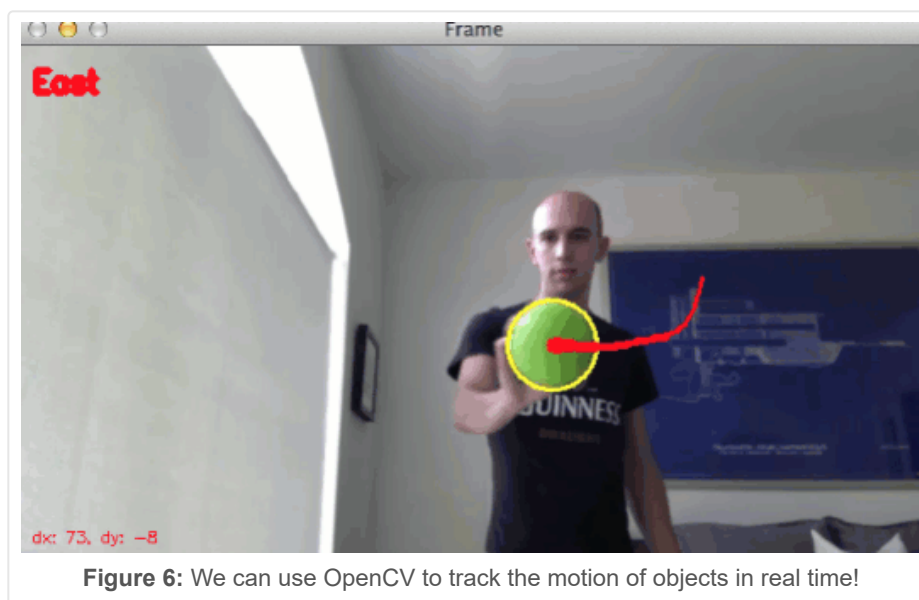 Frame
East
GUINNESS
dx: 73, dy: -8
Figure 6: We can use OpenCV to track the motion of objects in real time!